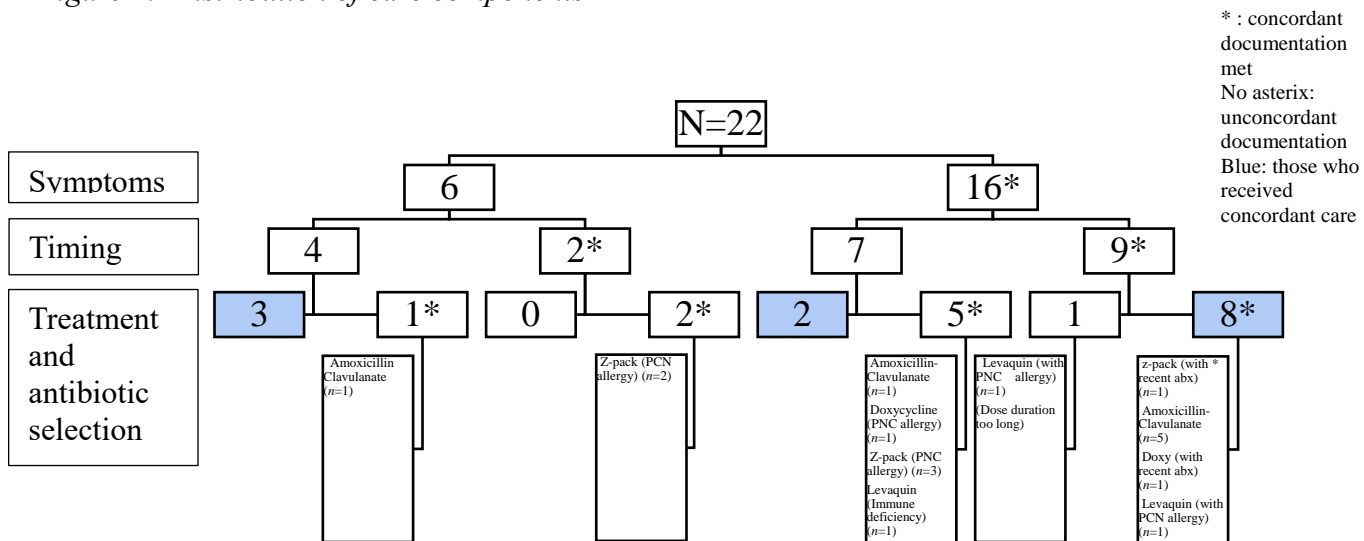 of care components
* : concordant
documentation
met
No asterix:
unconcordant
documentation
Blue: those who
received
concordant care
N=22
Symptoms
6
16*
Timing
4
2*
7
9*
Treatment
and
antibiotic
selection
3
1*
0
2*
2
5*
1
8*
Amoxicillin
Clavulanate
(n=1)
Z-pack (PCN
allergy) (n=2)
Amoxicillin-
Clavulanate
(n=1)
Doxycycline
(PNC allergy)
(n=1)
Z-pack (PNC
allergy) (n=3)
Levaquin
(Immune
deficiency)
(n=1)
Levaquin (with
PNC allergy)
(n=1)
(Dose duration
too long)
z-pack (with *
recent abx)
(n=1)
Amoxicillin-
Clavulanate
(n=5)
Doxy (with
recent abx)
(n=1)
Levaquin (with
PCN allergy)
(n=1)